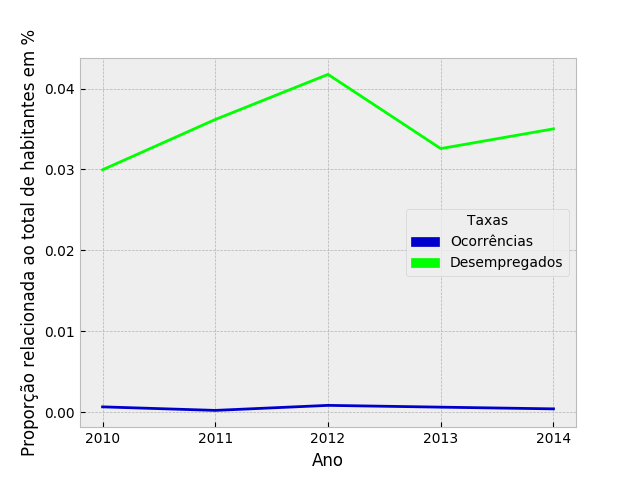 Proporção relacionada ao total de habitantes em %
0.04
0.03
0.02
0.01
0.00
Taxas
Ocorrências
Desempregados
2010 2011 2012 2013 2014
Ano